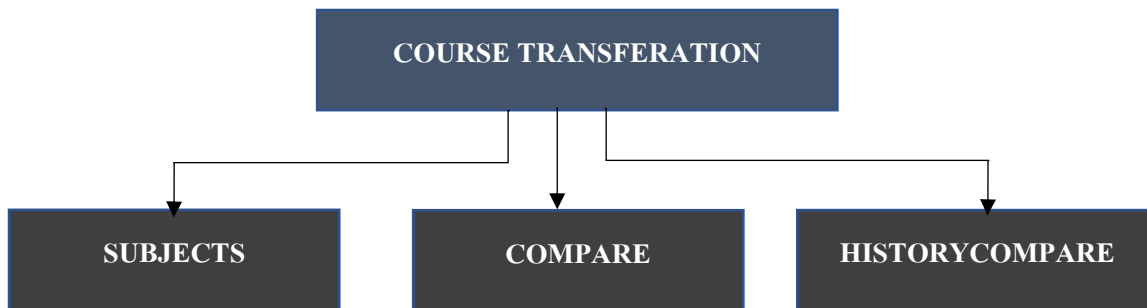 COURSE TRANSFERATION
SUBJECTS
COMPARE
HISTORYCOMPARE